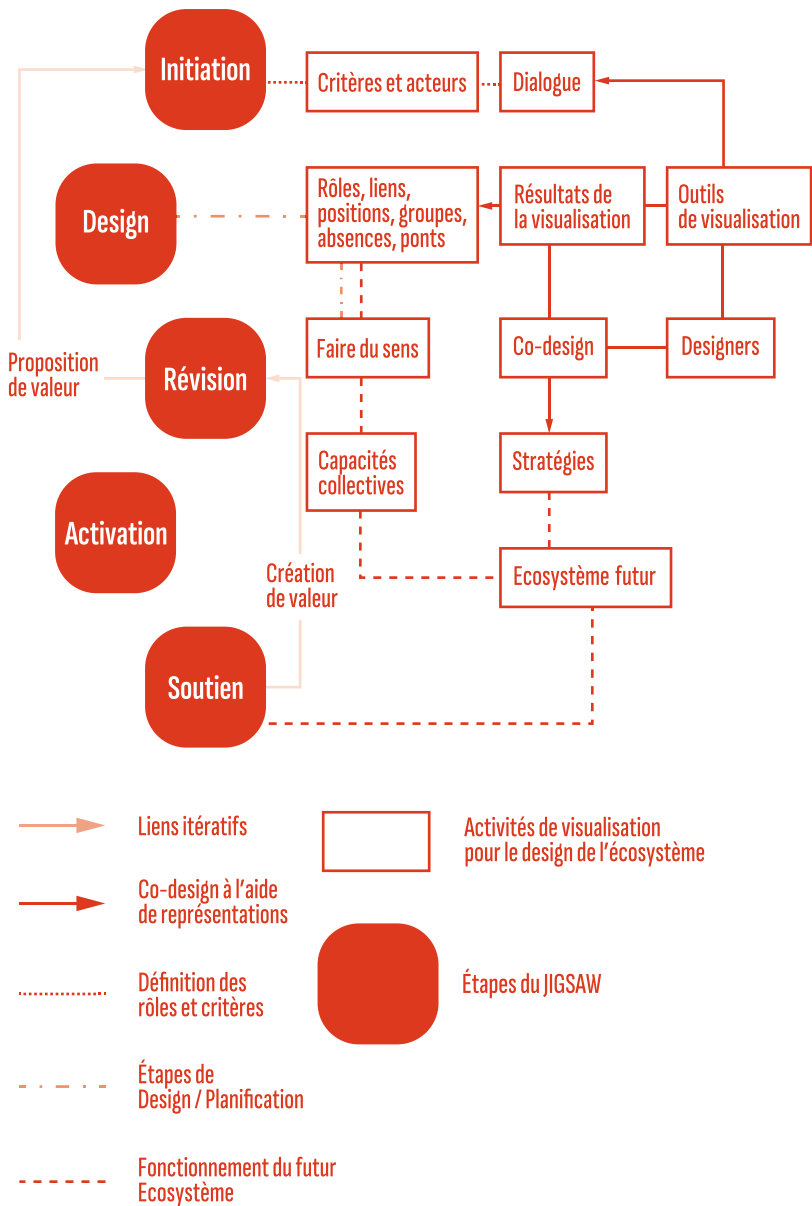 Initiation
Critères et acteurs
Dialogue
Design
Rôles, liens,
positions, groupes,
absences, ponts
Résultats de
la visualisation
Outils
de visualisation
Proposition
de valeur
Révision
Faire du sens
Co-design
Designers
Capacités
collectives
Stratégies
Activation
Création
de valeur
Ecosystème futur
Soutien
Liens itératifs
Activités de visualisation
pour le design de l'écosystème
Co-design à l'aide
de représentations
Définition des
rôles et critères
Étapes du JIGSAW
Étapes de
Design / Planification
Fonctionnement du futur
Ecosystème